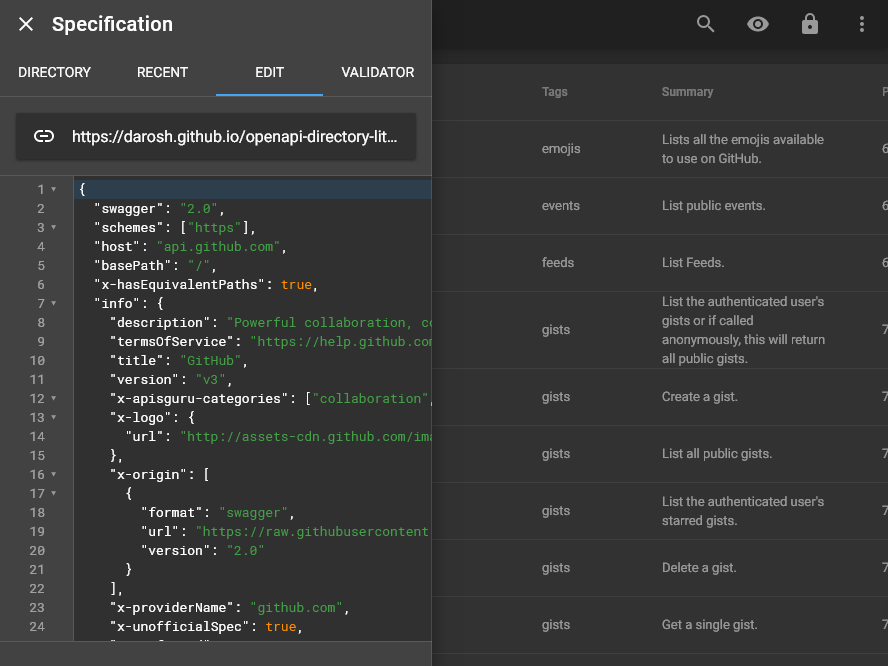 Specification
DIRECTORY RECENT EDIT VALIDATOR
https://darosh.github.io/openapi-directory-lit...
1 {
2 "swagger": "2.0",
3 "schemes": ["https"],
4 "host": "api.github.com",
5 "basePath": "/",
6 "x-hasEquivalentPaths": true,
7 "info": {
8 "description": "Powerful collaboration,
9 "termsOfService": "https://help.github.com
10 "title": "GitHub",
11 "version": "v3",
12 "x-apisguru-categories": ["collaboration",
13 "x-logo": {
14 "url": "http://assets-cdn.github.com/ima
15 },
16 "x-origin": [
17 {
18 "format": "swagger",
19 "url": "https://raw.githubusercontent
20 "version": "2.0"
21 }
22 ],
23 "x-providerName": "github.com",
24 "x-unofficialSpec": true,
Tags Summary P
emojis Lists all the emojis available
to use on GitHub. 6
events List public events. 6
feeds List Feeds. 6
gists List the authenticated user's
gists or if called
anonymously, this will return
all public gists. 7
gists Create a gist. 7
gists List all public gists. 7
gists List the authenticated user's
starred gists. 7
gists Delete a gist. 7
gists Get a single gist. 7